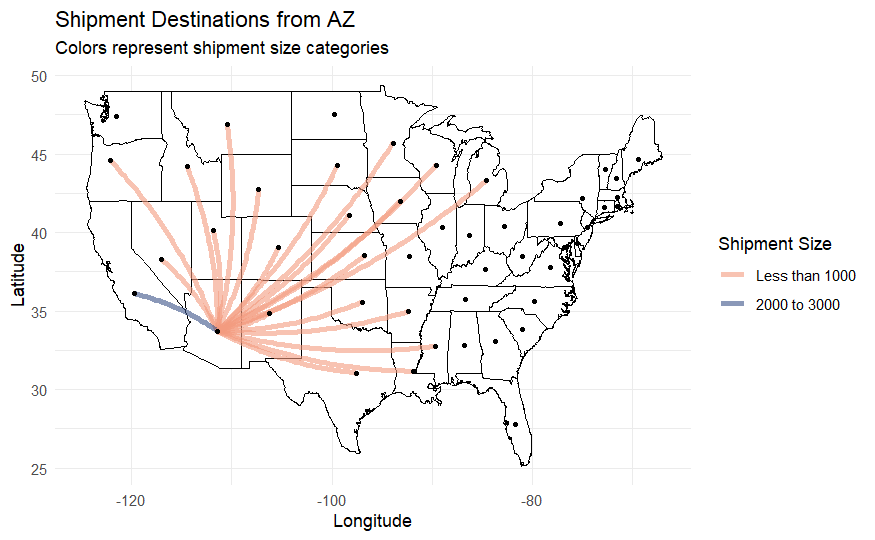 Shipment Destinations from AZ
Colors represent shipment size categories
50
45
40
35
30
25
Latitude
-120
-100
-80
Longitude
Shipment Size
Less than 1000
2000 to 3000